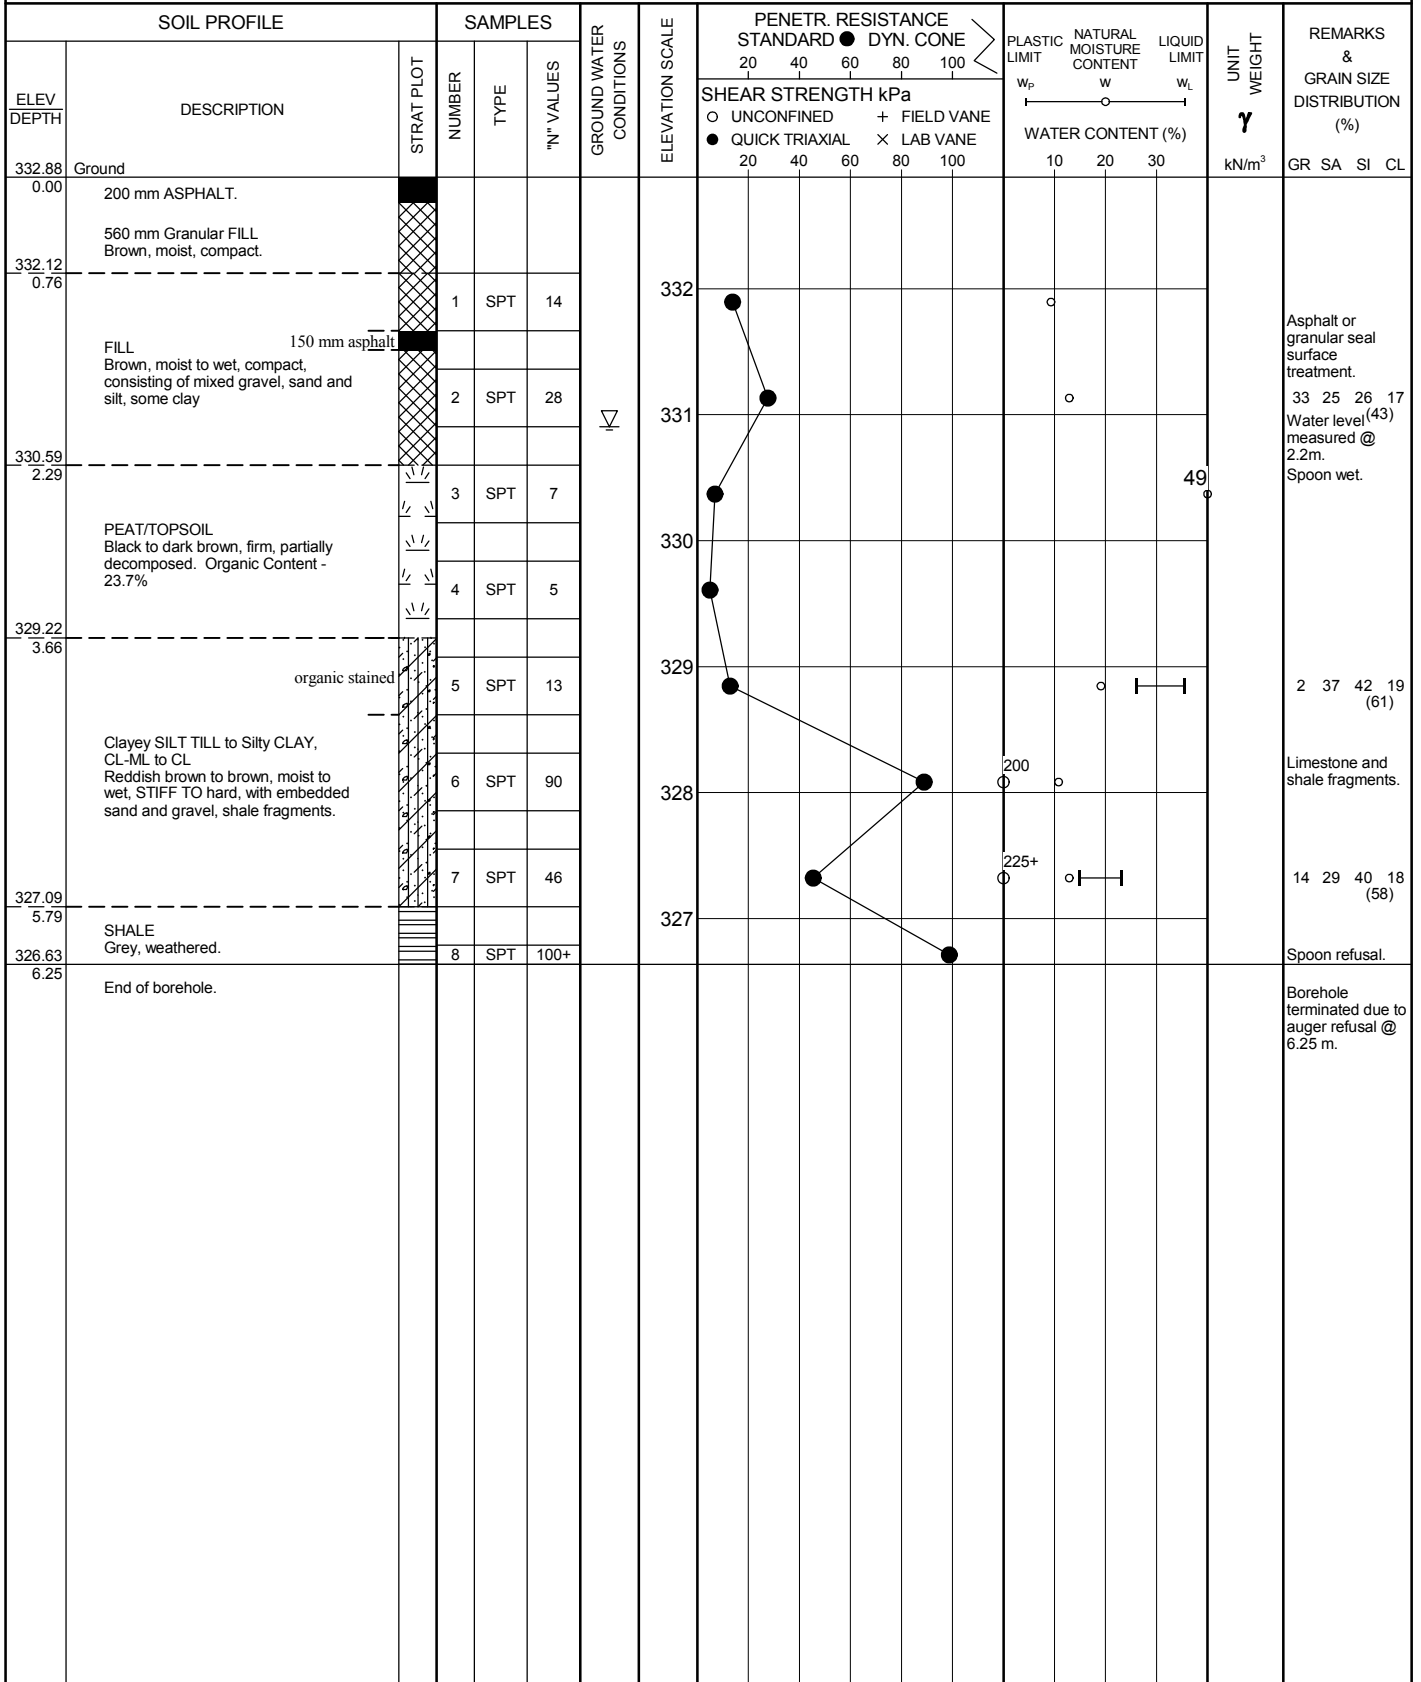 SOIL PROFILE
SAMPLES
GROUND WATER
CONDITIONS
ELEVATION SCALE
PENETR. RESISTANCE
STANDARD ● DYN. CONE
20 40 60 80 100
SHEAR STRENGTH kPa
○ UNCONFINED + FIELD VANE
● QUICK TRIAXIAL × LAB VANE
20 40 60 80 100
PLASTIC
LIMIT
NATURAL
MOISTURE
CONTENT
LIQUID
LIMIT
WP W WL
WATER CONTENT (%)
10 20 30
UNIT
WEIGHT
γ
kN/m³
REMARKS
&
GRAIN SIZE
DISTRIBUTION
(%)
GR SA SI CL
ELEV
DEPTH
DESCRIPTION
STRAT PLOT
NUMBER
TYPE
"N" VALUES
332.88 Ground
0.00
200 mm ASPHALT.
560 mm Granular FILL
Brown, moist, compact.
332.12
0.76
332
1 SPT 14
150 mm asphalt
FILL
Brown, moist to wet, compact,
consisting of mixed gravel, sand and
silt, some clay
Asphalt or
granular seal
surface
treatment.
2 SPT 28
33 25 26 17
(43)
331
Water level
measured @
2.2m.
330.59
2.29
Spoon wet.
49
3 SPT 7
PEAT/TOPSOIL
Black to dark brown, firm, partially
decomposed. Organic Content -
23.7%
330
4 SPT 5
329.22
3.66
329
organic stained
5 SPT 13
2 37 42 19
(61)
Clayey SILT TILL to Silty CLAY,
CL-ML to CL
Reddish brown to brown, moist to
wet, STIFF TO hard, with embedded
sand and gravel, shale fragments.
6 SPT 90
200
Limestone and
shale fragments.
328
7 SPT 46
225+
14 29 40 18
(58)
327.09
5.79
327
SHALE
Grey, weathered.
326.63
8 SPT 100+
Spoon refusal.
6.25
End of borehole.
Borehole
terminated due to
auger refusal @
6.25 m.